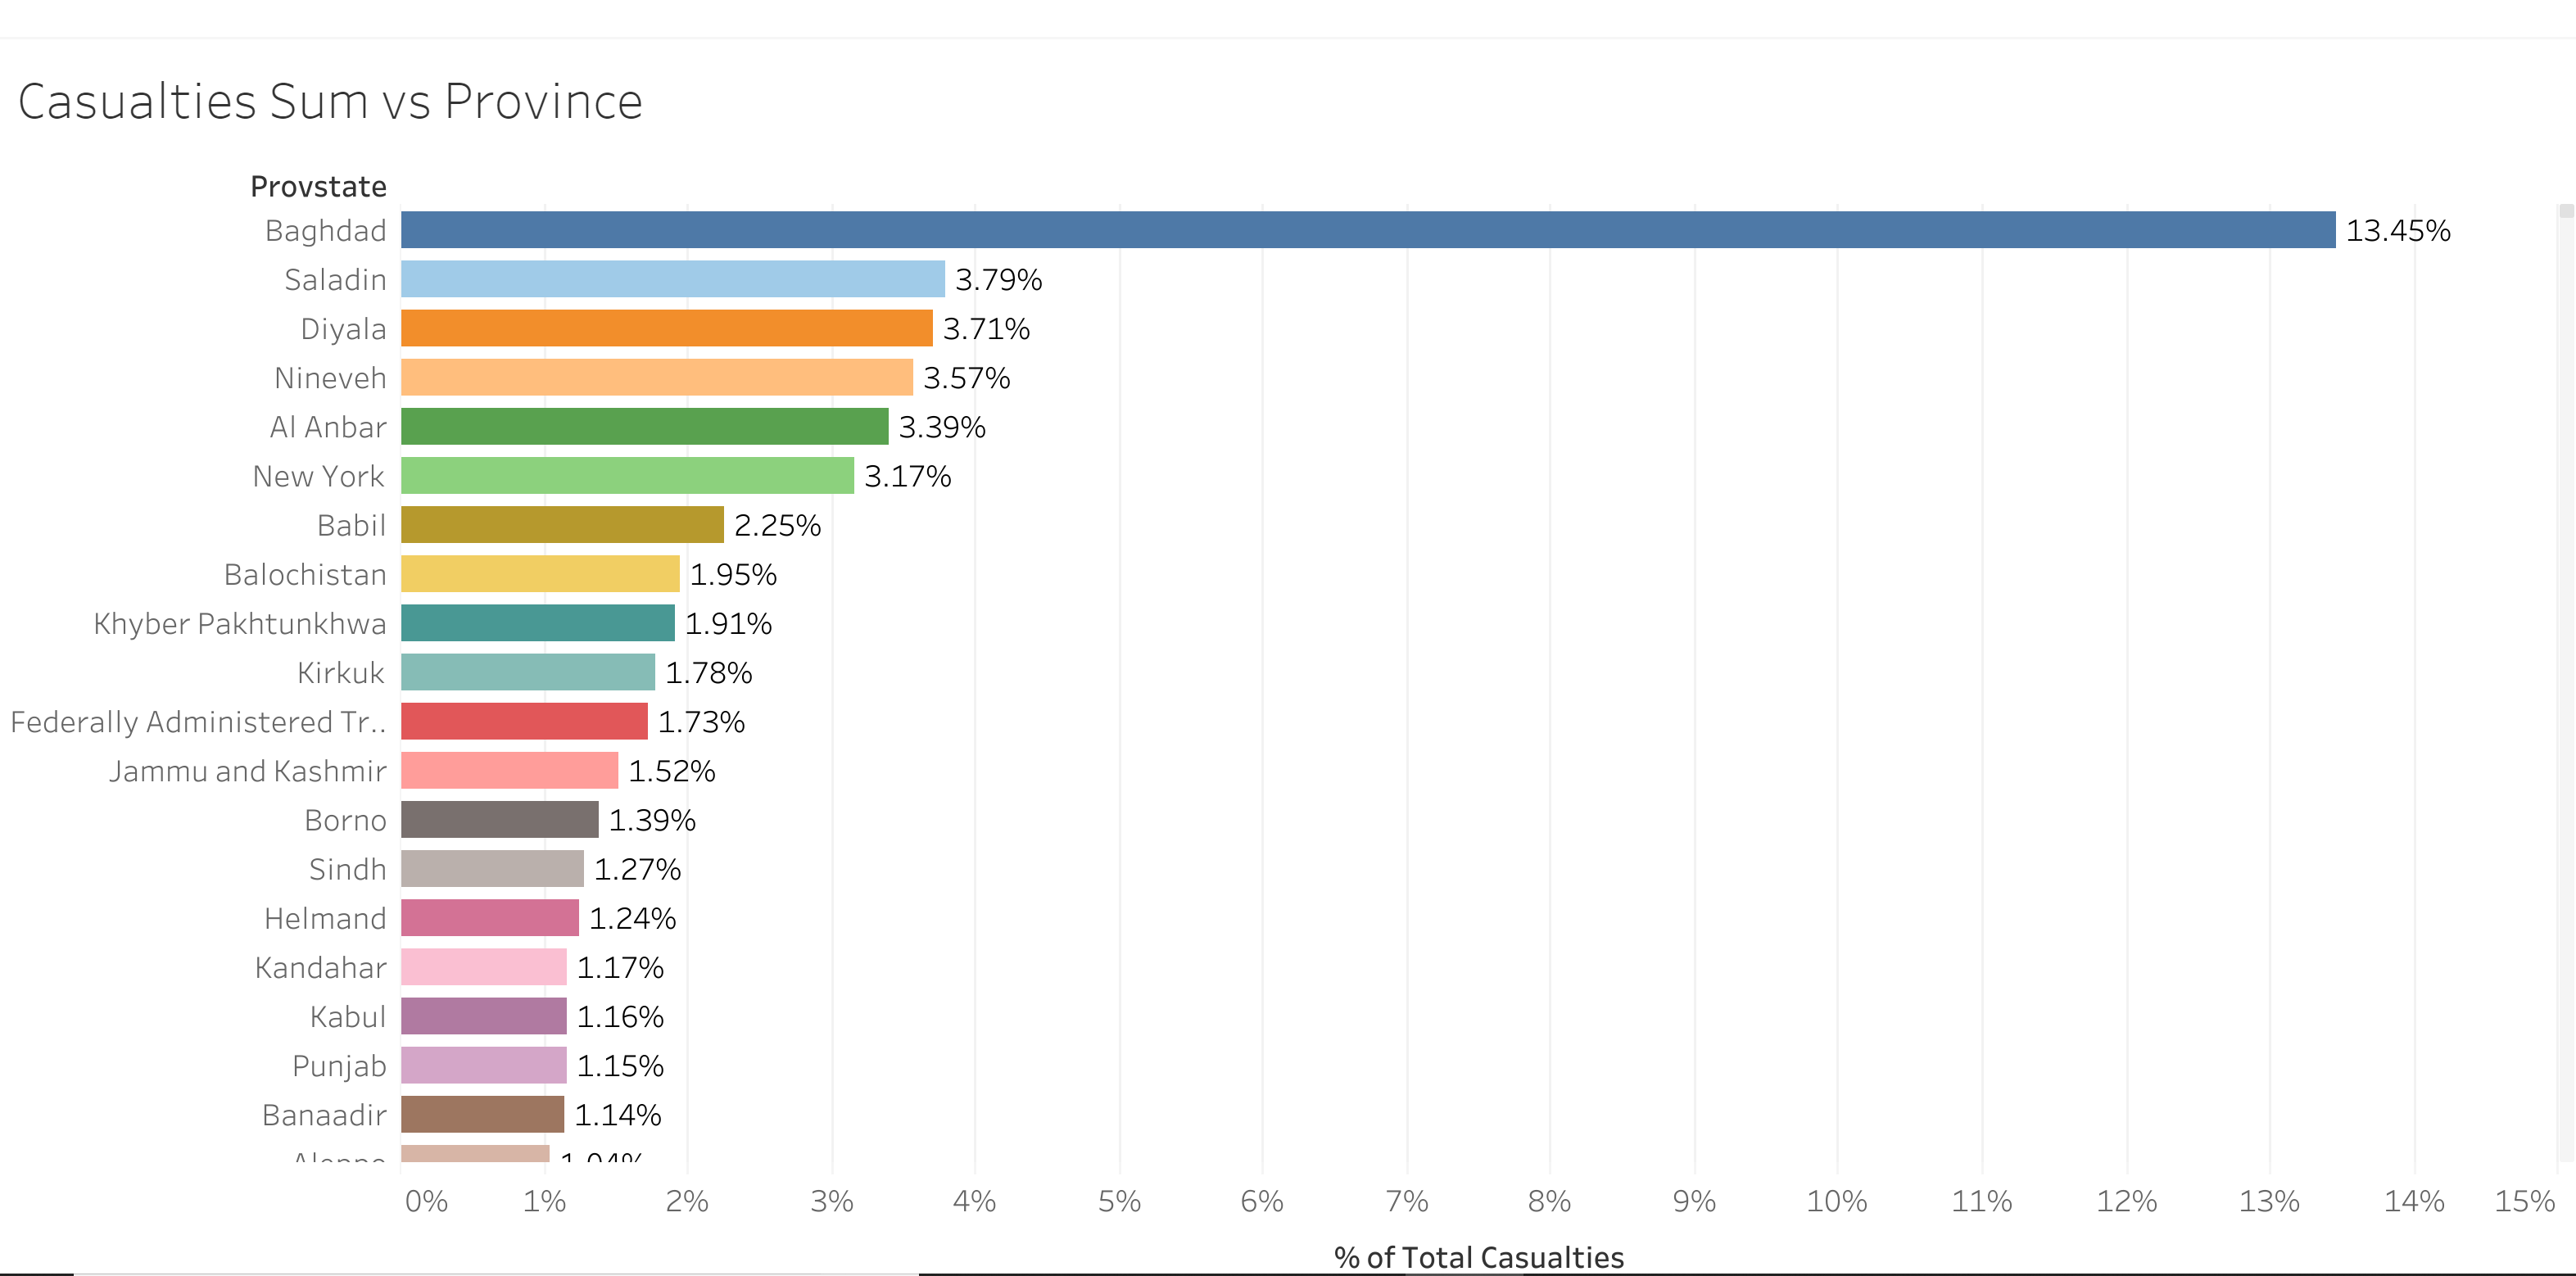 Casualties Sum vs Province
Provstate
Baghdad 13.45%
Saladin 3.79%
Diyala 3.71%
Nineveh 3.57%
Al Anbar 3.39%
New York 3.17%
Babil 2.25%
Balochistan 1.95%
Khyber Pakhtunkhwa 1.91%
Kirkuk 1.78%
Federally Administered Tr.. 1.73%
Jammu and Kashmir 1.52%
Borno 1.39%
Sindh 1.27%
Helmand 1.24%
Kandahar 1.17%
Kabul 1.16%
Punjab 1.15%
Banaadir 1.14%
Aleppo 1.04%
0% 1% 2% 3% 4% 5% 6% 7% 8% 9% 10% 11% 12% 13% 14% 15%
% of Total Casualties